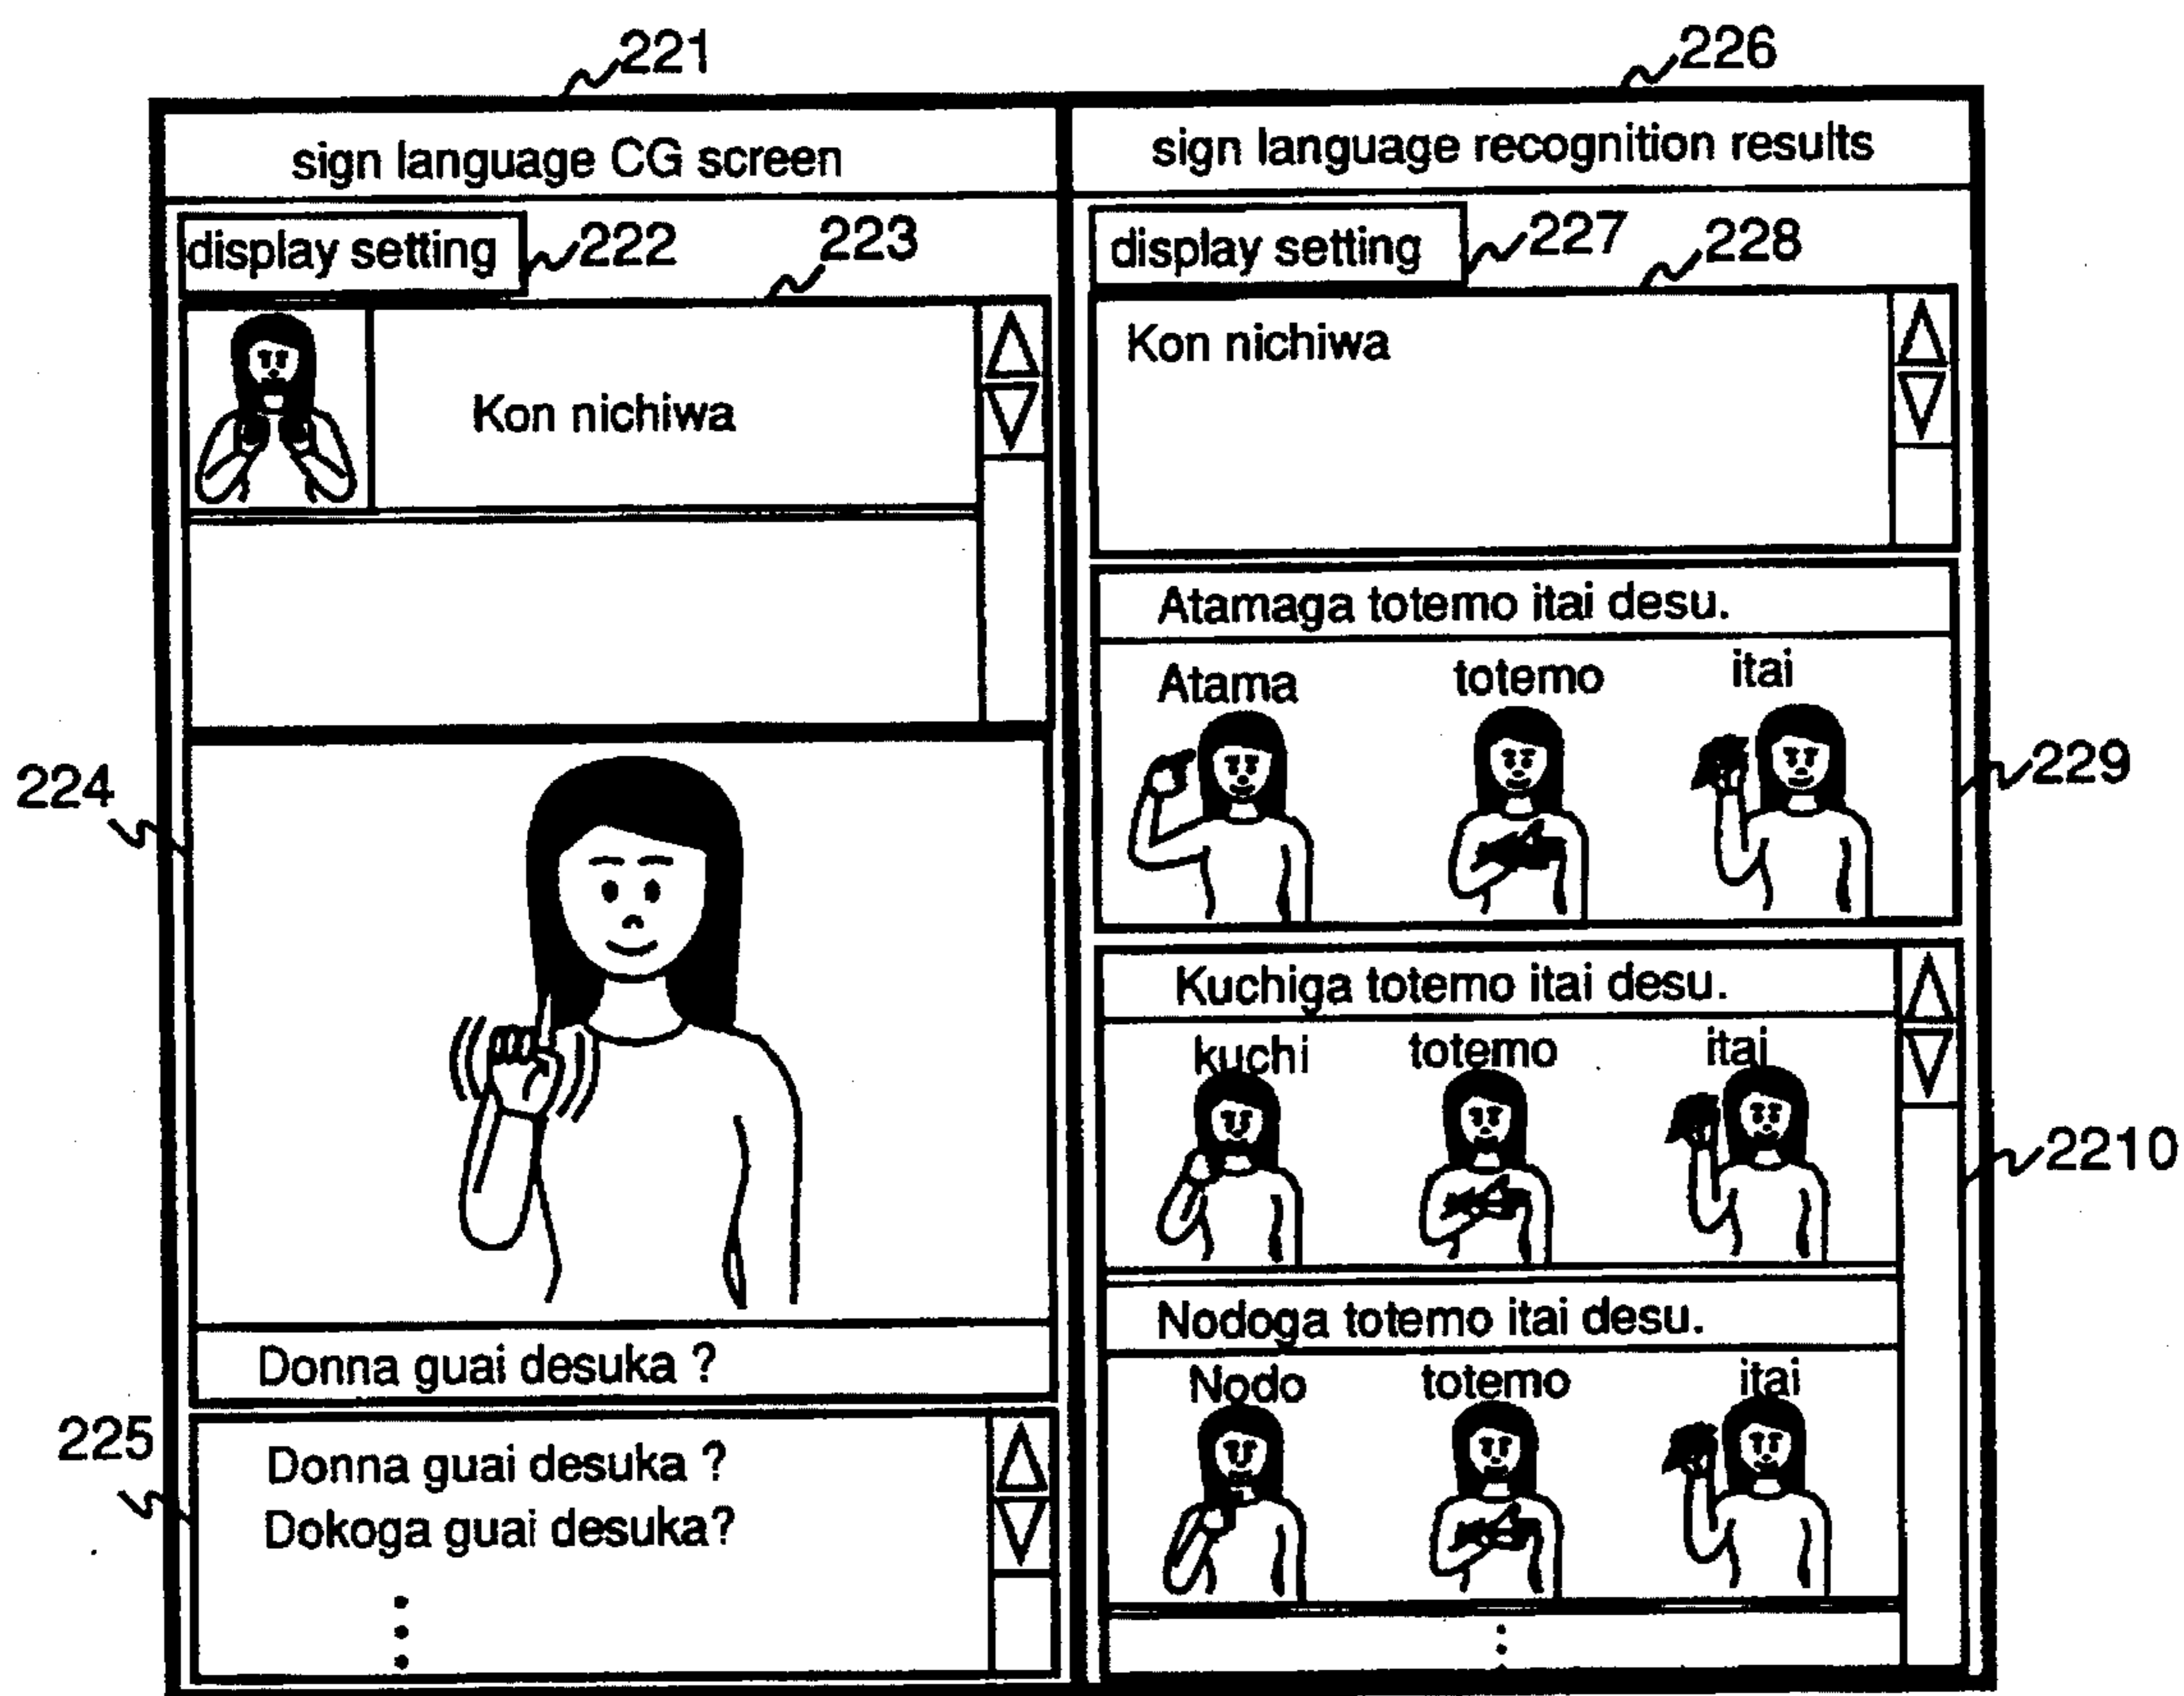 221
226
sign language CG screen
sign language recognition results
display setting
222
223
Kon nichiwa
224
Donna guai desuka ?
225
Donna guai desuka ?
Dokoga guai desuka?
display setting
227
228
Kon nichiwa
Atamaga totemo itai desu.
Atama totemo itai
229
Kuchiga totemo itai desu.
kuchi totemo itai
2210
Nodoga totemo itai desu.
Nodo totemo itai